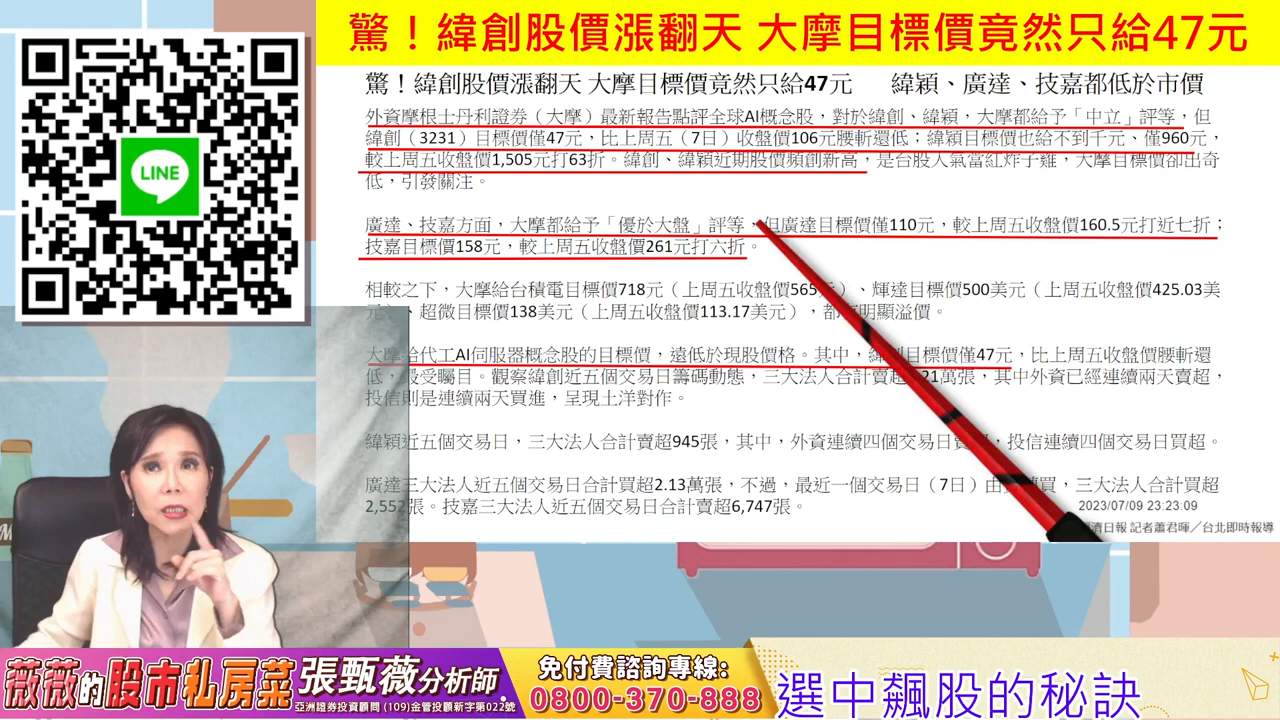 驚！緯創股價漲翻天 大摩目標價竟然只給47元
驚！緯創股價漲翻天 大摩目標價竟然只給47元 緯穎、廣達、技嘉都低於市價
外資摩根士丹利證券（大摩）最新報告點評全球AI概念股，對於緯創、緯穎，大摩都給予「中立」評等，但
緯創（3231）目標價僅47元，比上周五（7日）收盤價106元腰斬還低；緯穎目標價也給不到千元、僅960元，
較上周五收盤價1,505元打63折。緯創、緯穎近期股價頻創新高，是台股人氣當紅炸子雞，大摩目標價卻出奇
低，引發關注。
廣達、技嘉方面，大摩都給予「優於大盤」評等，但廣達目標價僅110元，較上周五收盤價160.5元打近七折；
技嘉目標價158元，較上周五收盤價261元打六折。
相較之下，大摩給台積電目標價718元（上周五收盤價565元）、輝達目標價500美元（上周五收盤價425.03美
元）、超微目標價138美元（上周五收盤價113.17美元），都有明顯溢價。
大摩給代工AI伺服器概念股的目標價，遠低於現股價格。其中，緯創目標價僅47元，比上周五收盤價腰斬還
低，最受矚目。觀察緯創近五個交易日籌碼動態，三大法人合計賣超 21萬張，其中外資已經連續兩天賣超，
投信則是連續兩天買進，呈現土洋對作。
緯穎近五個交易日，三大法人合計賣超945張，其中，外資連續四個交易日賣 ，投信連續四個交易日買超。
廣達三大法人近五個交易日合計買超2.13萬張，不過，最近一個交易日（7日）由 買，三大法人合計買超
2,552張。技嘉三大法人近五個交易日合計賣超6,747張。
2023/07/09 23:23:09
濟日報 記者蕭君暉／台北即時報導
LINE
薇薇的股市私房菜
張甄薇分析師
亞洲證券投資顧問 (109)金管投顧新字第022號
免付費諮詢專線:
0800-370-888
選中飆股的秘訣